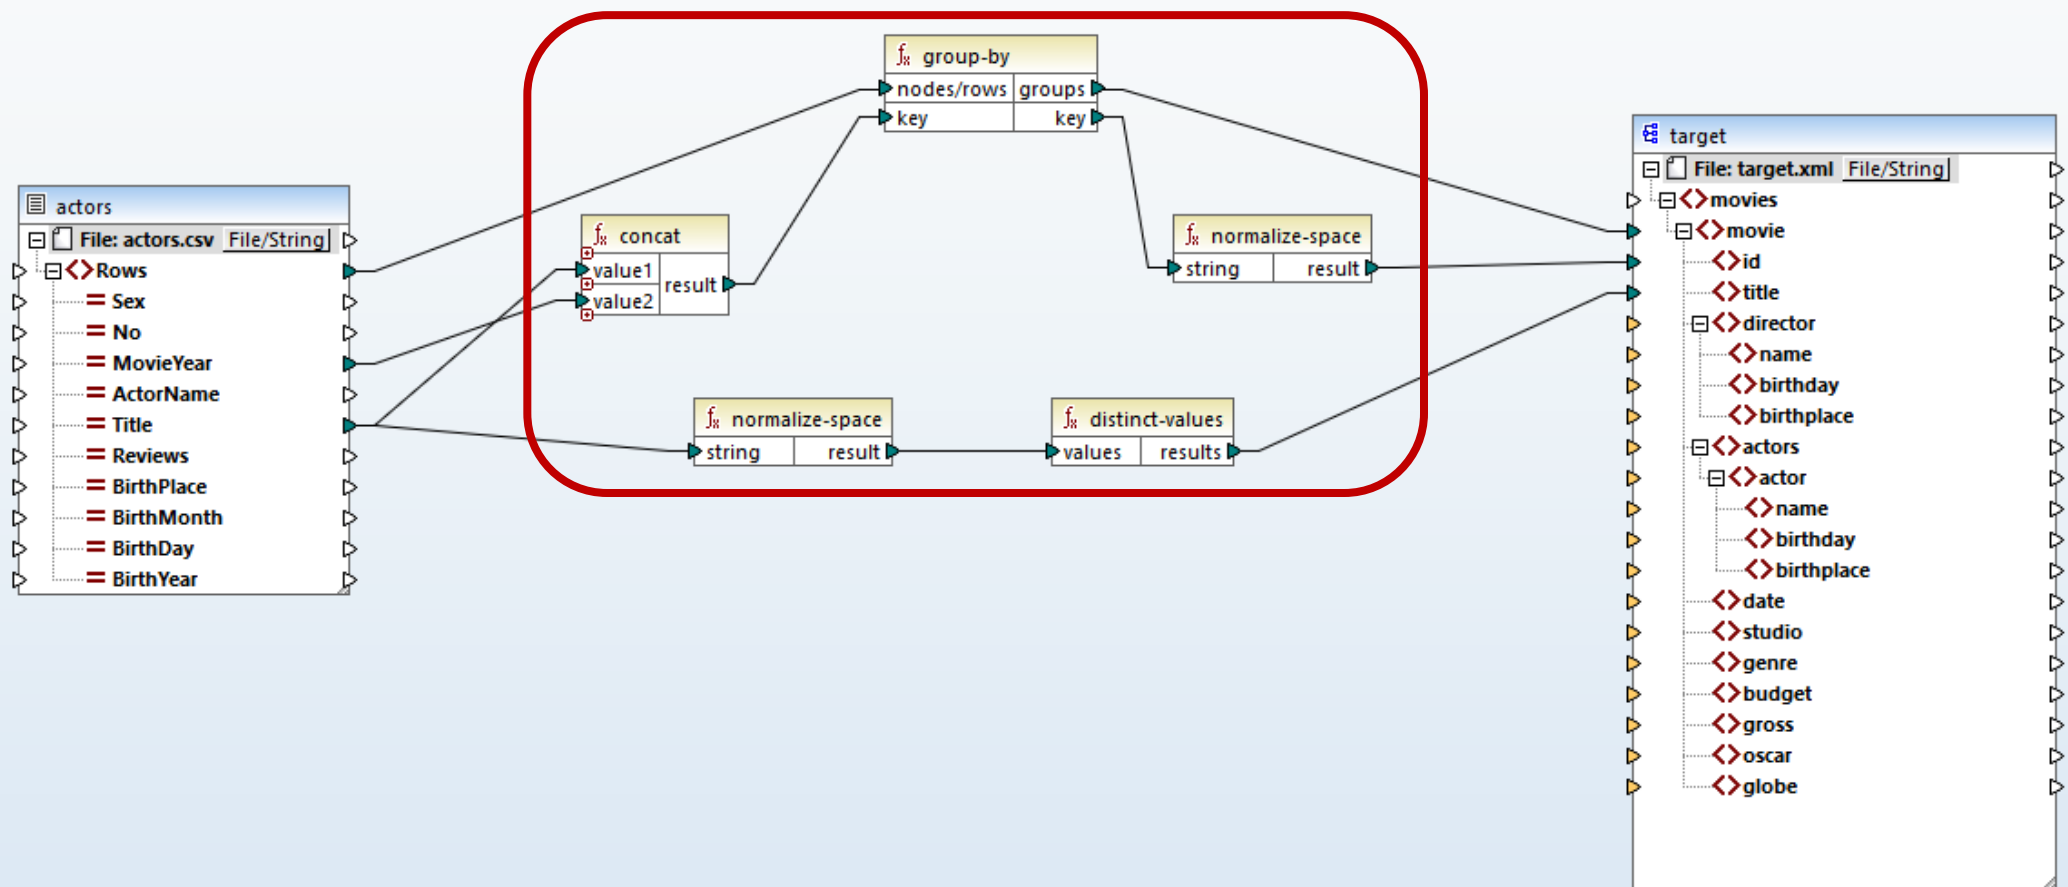 actors
File: actors.csv File/String
Rows
Sex
No
MovieYear
ActorName
Title
Reviews
BirthPlace
BirthMonth
BirthDay
BirthYear
concat
value1
value2
result
group-by
nodes/rows groups
key key
normalize-space
string result
normalize-space
string result
distinct-values
values results
target
File: target.xml File/String
movies
movie
id
title
director
name
birthday
birthplace
actors
actor
name
birthday
birthplace
date
studio
genre
budget
gross
oscar
globe